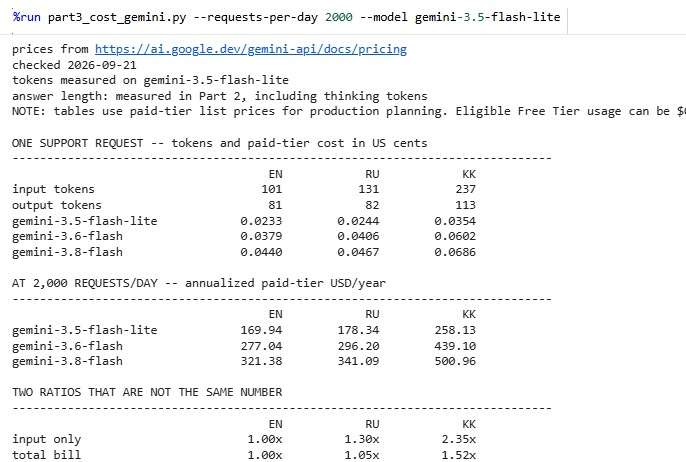 %run part3_cost_gemini.py --requests-per-day 2000 --model gemini-3.5-flash-lite
prices from https://ai.google.dev/gemini-api/docs/pricing
checked 2026-09-21
tokens measured on gemini-3.5-flash-lite
answer length: measured in Part 2, including thinking tokens
NOTE: tables use paid-tier list prices for production planning. Eligible Free Tier usage can be $
ONE SUPPORT REQUEST -- tokens and paid-tier cost in US cents
------------------------------------------------------------------------------
EN RU KK
input tokens 101 131 237
output tokens 81 82 113
gemini-3.5-flash-lite 0.0233 0.0244 0.0354
gemini-3.6-flash 0.0379 0.0406 0.0602
gemini-3.8-flash 0.0440 0.0467 0.0686
AT 2,000 REQUESTS/DAY -- annualized paid-tier USD/year
------------------------------------------------------------------------------
EN RU KK
gemini-3.5-flash-lite 169.94 178.34 258.13
gemini-3.6-flash 277.04 296.20 439.10
gemini-3.8-flash 321.38 341.09 500.96
TWO RATIOS THAT ARE NOT THE SAME NUMBER
------------------------------------------------------------------------------
EN RU KK
input only 1.00x 1.30x 2.35x
total bill 1.00x 1.05x 1.52x